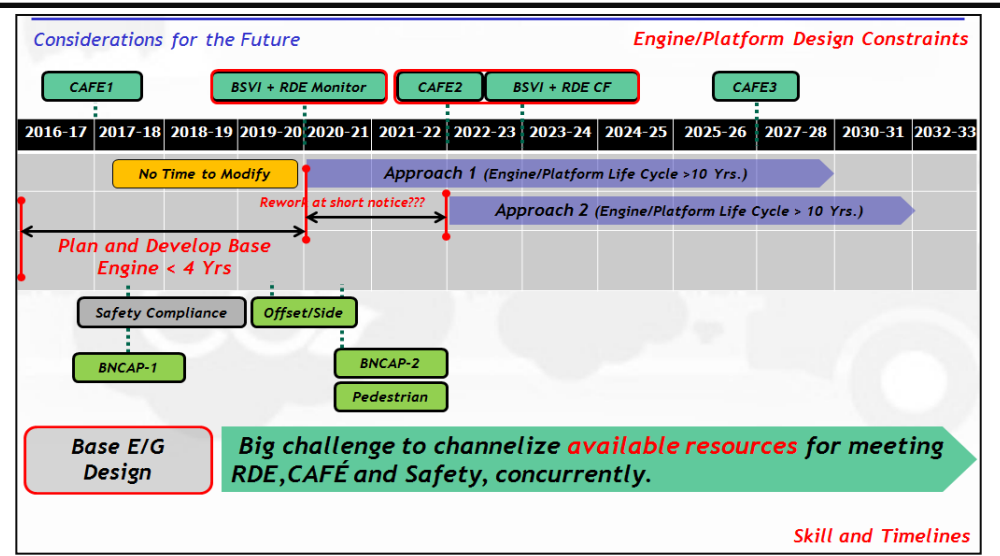 Considerations for the Future
Engine/Platform Design Constraints
CAFE1
BSVI + RDE Monitor
CAFE2
BSVI + RDE CF
CAFE3
2016-17 2017-18 2018-19 2019-20 2020-21 2021-22 2022-23 2023-24 2024-25 2025-26 2027-28 2030-31 2032-33
No Time to Modify
Approach 1 (Engine/Platform Life Cycle >10 Yrs.)
Rework at short notice???
Approach 2 (Engine/Platform Life Cycle > 10 Yrs.)
Plan and Develop Base
Engine < 4 Yrs
Safety Compliance
Offset/Side
BNCAP-1
BNCAP-2
Pedestrian
Base E/G
Design
Big challenge to channelize available resources for meeting
RDE,CAFÉ and Safety, concurrently.
Skill and Timelines